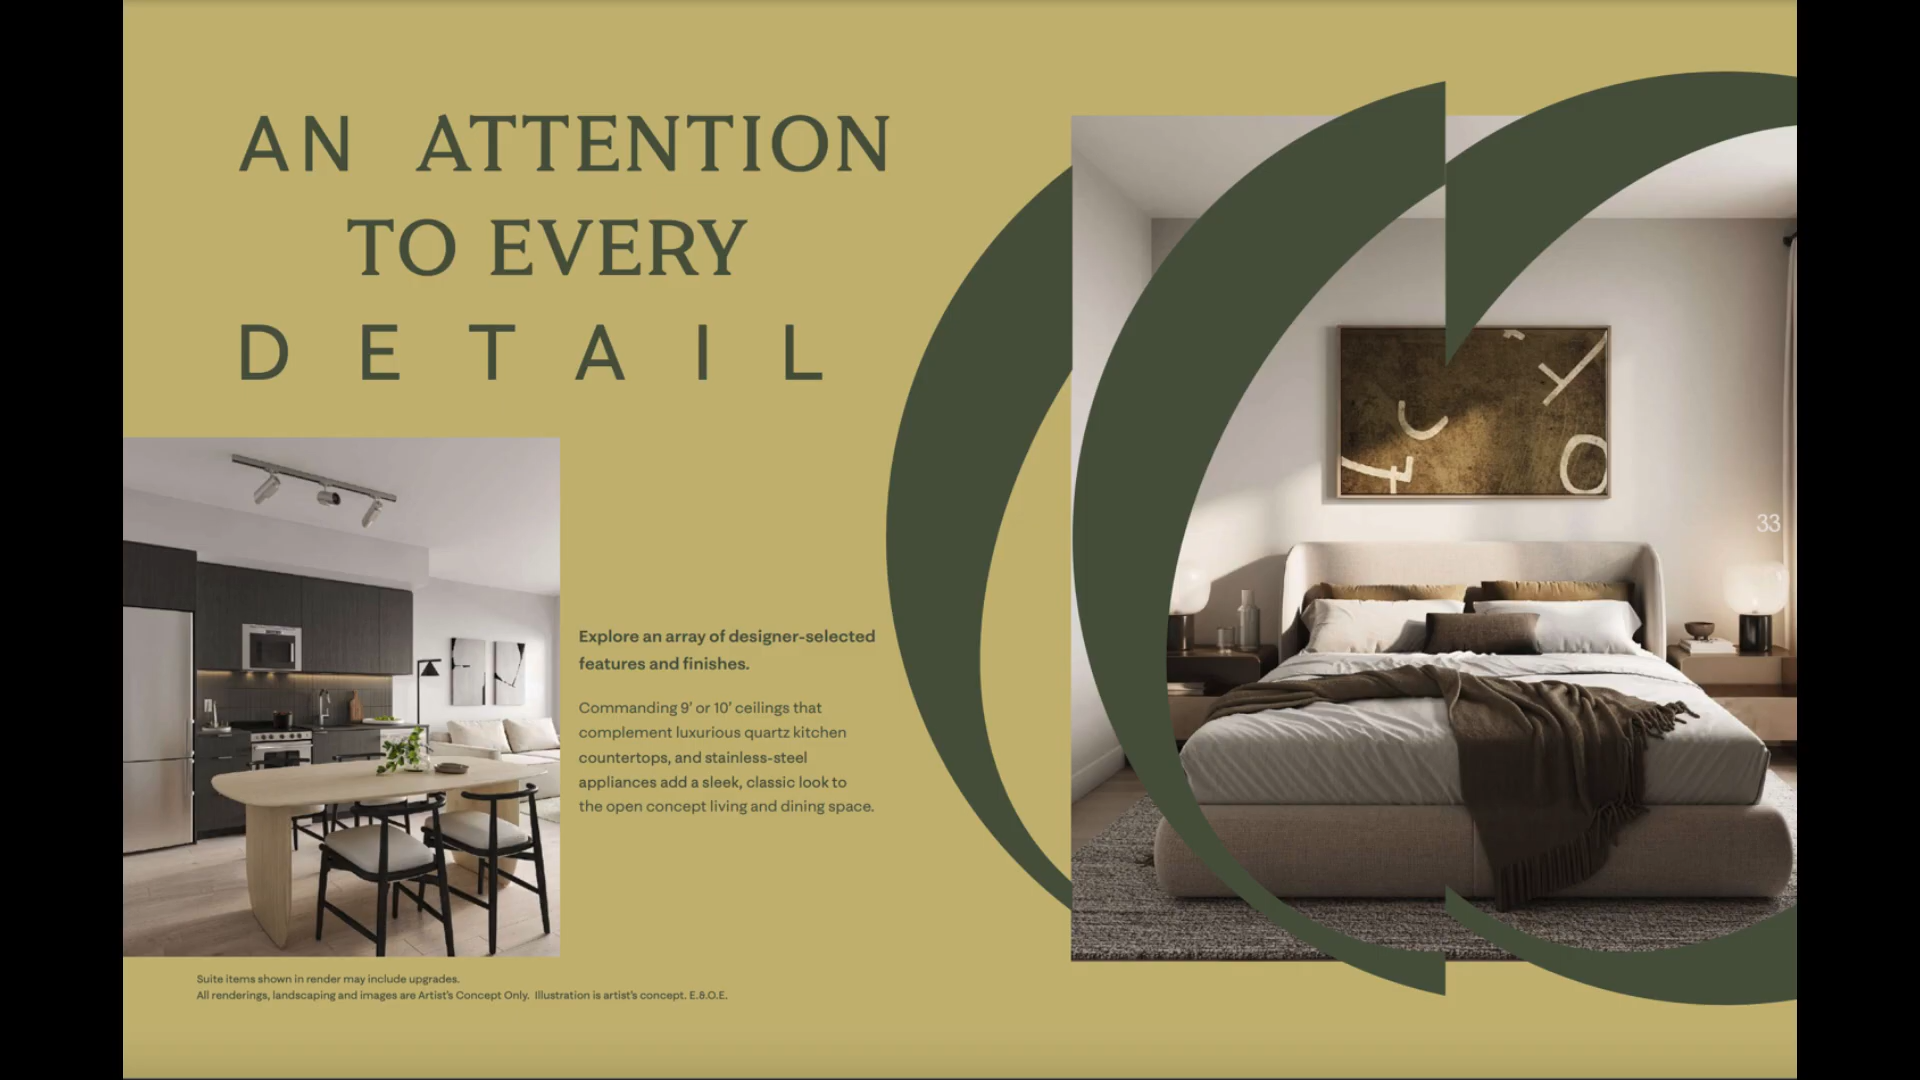 AN ATTENTION
TO EVERY
DETAIL
33
Explore an array of designer-selected
features and finishes.
Commanding 9' or 10' ceilings that
complement luxurious quartz kitchen
countertops, and stainless-steel
appliances add a sleek, classic look to
the open concept living and dining space.
Suite items shown in render may include upgrades.
All renderings, landscaping and images are Artist's Concept Only. Illustration is artist's concept. E.&O.E.